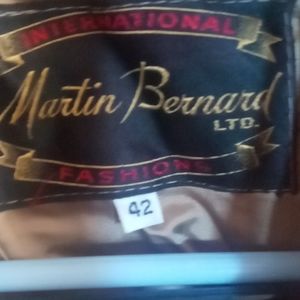 INTERNATIONAL
Martin Bernard
LTD.
FASHIONS
42